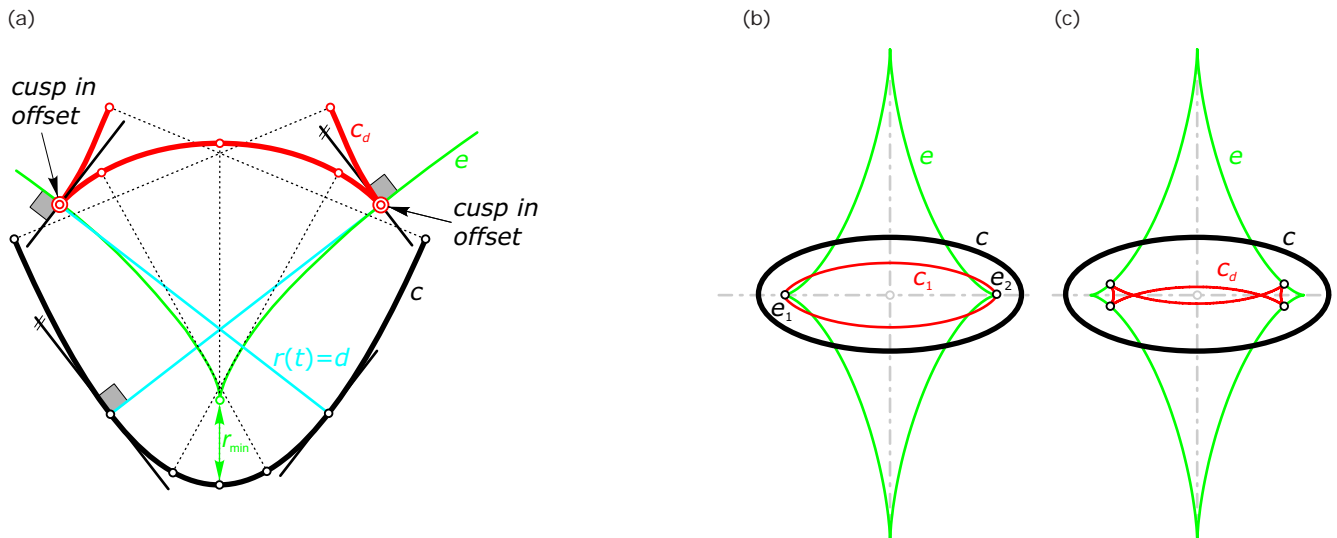 (a)
cusp in
offset
c_d
e
cusp in
offset
c
r(t)=d
r_min
(b)
e
c
c_1
e_1
e_2
(c)
e
c
c_d